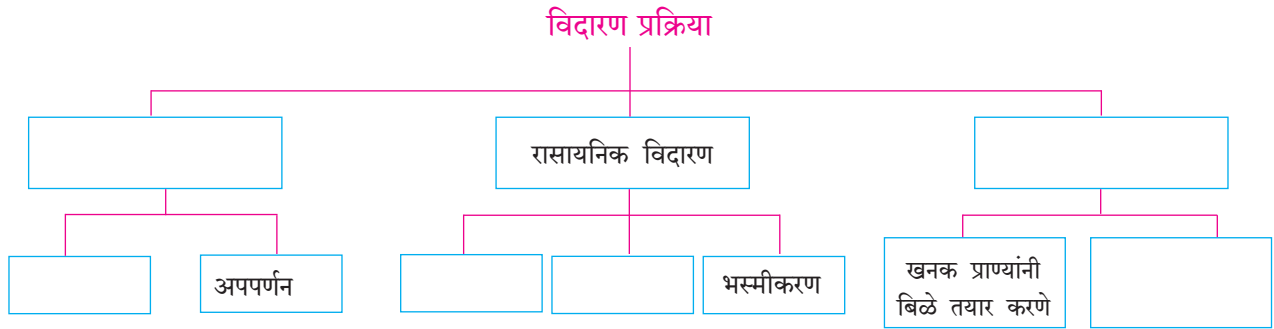 विदारण प्रक्रिया
रासायनिक विदारण
अपपर्णन
भस्मीकरण
खनक प्राण्यांनी
बिळे तयार करणे